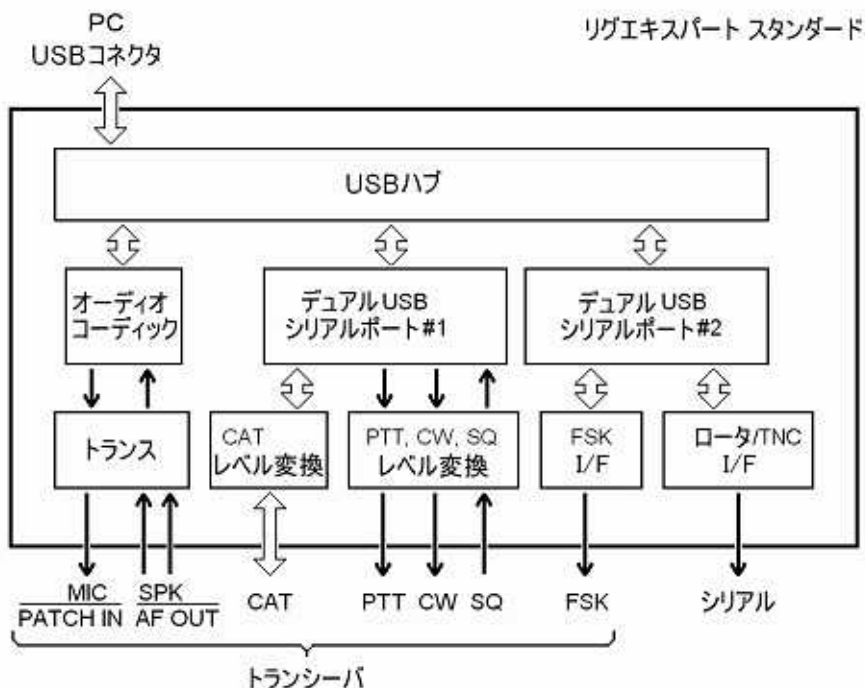 PC
USBコネクタ
リグエキスパート スタンダード
USBハブ
オーディオ
コーディック
デュアル USB
シリアルポート #1
デュアル USB
シリアルポート #2
トランス
CAT
レベル変換
PTT, CW, SQ
レベル変換
FSK
I/F
ロータ/TNC
I/F
MIC
PATCH IN
SPK
AF OUT
CAT
PTT
CW
SQ
FSK
シリアル
トランシーバ